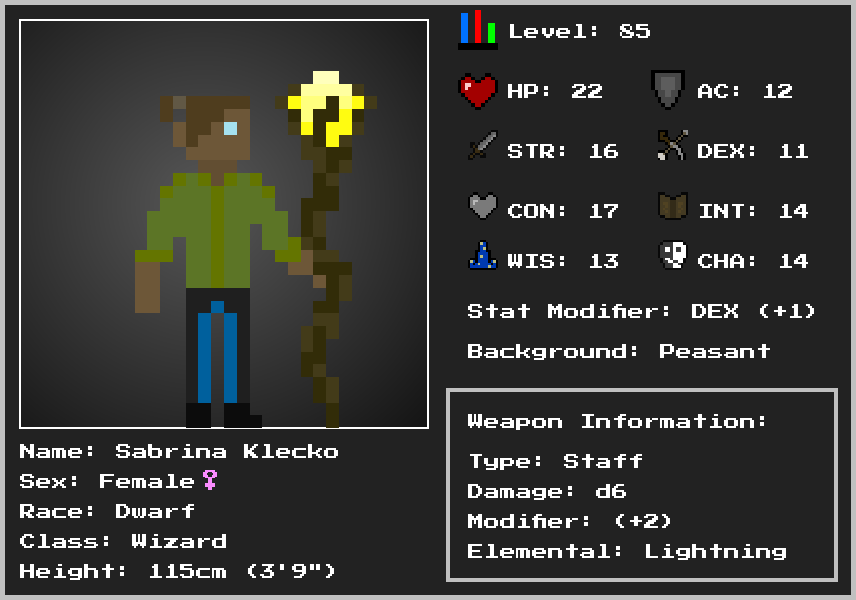 Level: 85
HP: 22 AC: 12
STR: 16 DEX: 11
CON: 17 INT: 14
WIS: 13 CHA: 14
Stat Modifier: DEX (+1)
Background: Peasant
Weapon Information:
Type: Staff
Damage: d6
Modifier: (+2)
Elemental: Lightning
Name: Sabrina Klecko
Sex: Female♀
Race: Dwarf
Class: Wizard
Height: 115cm (3'9")